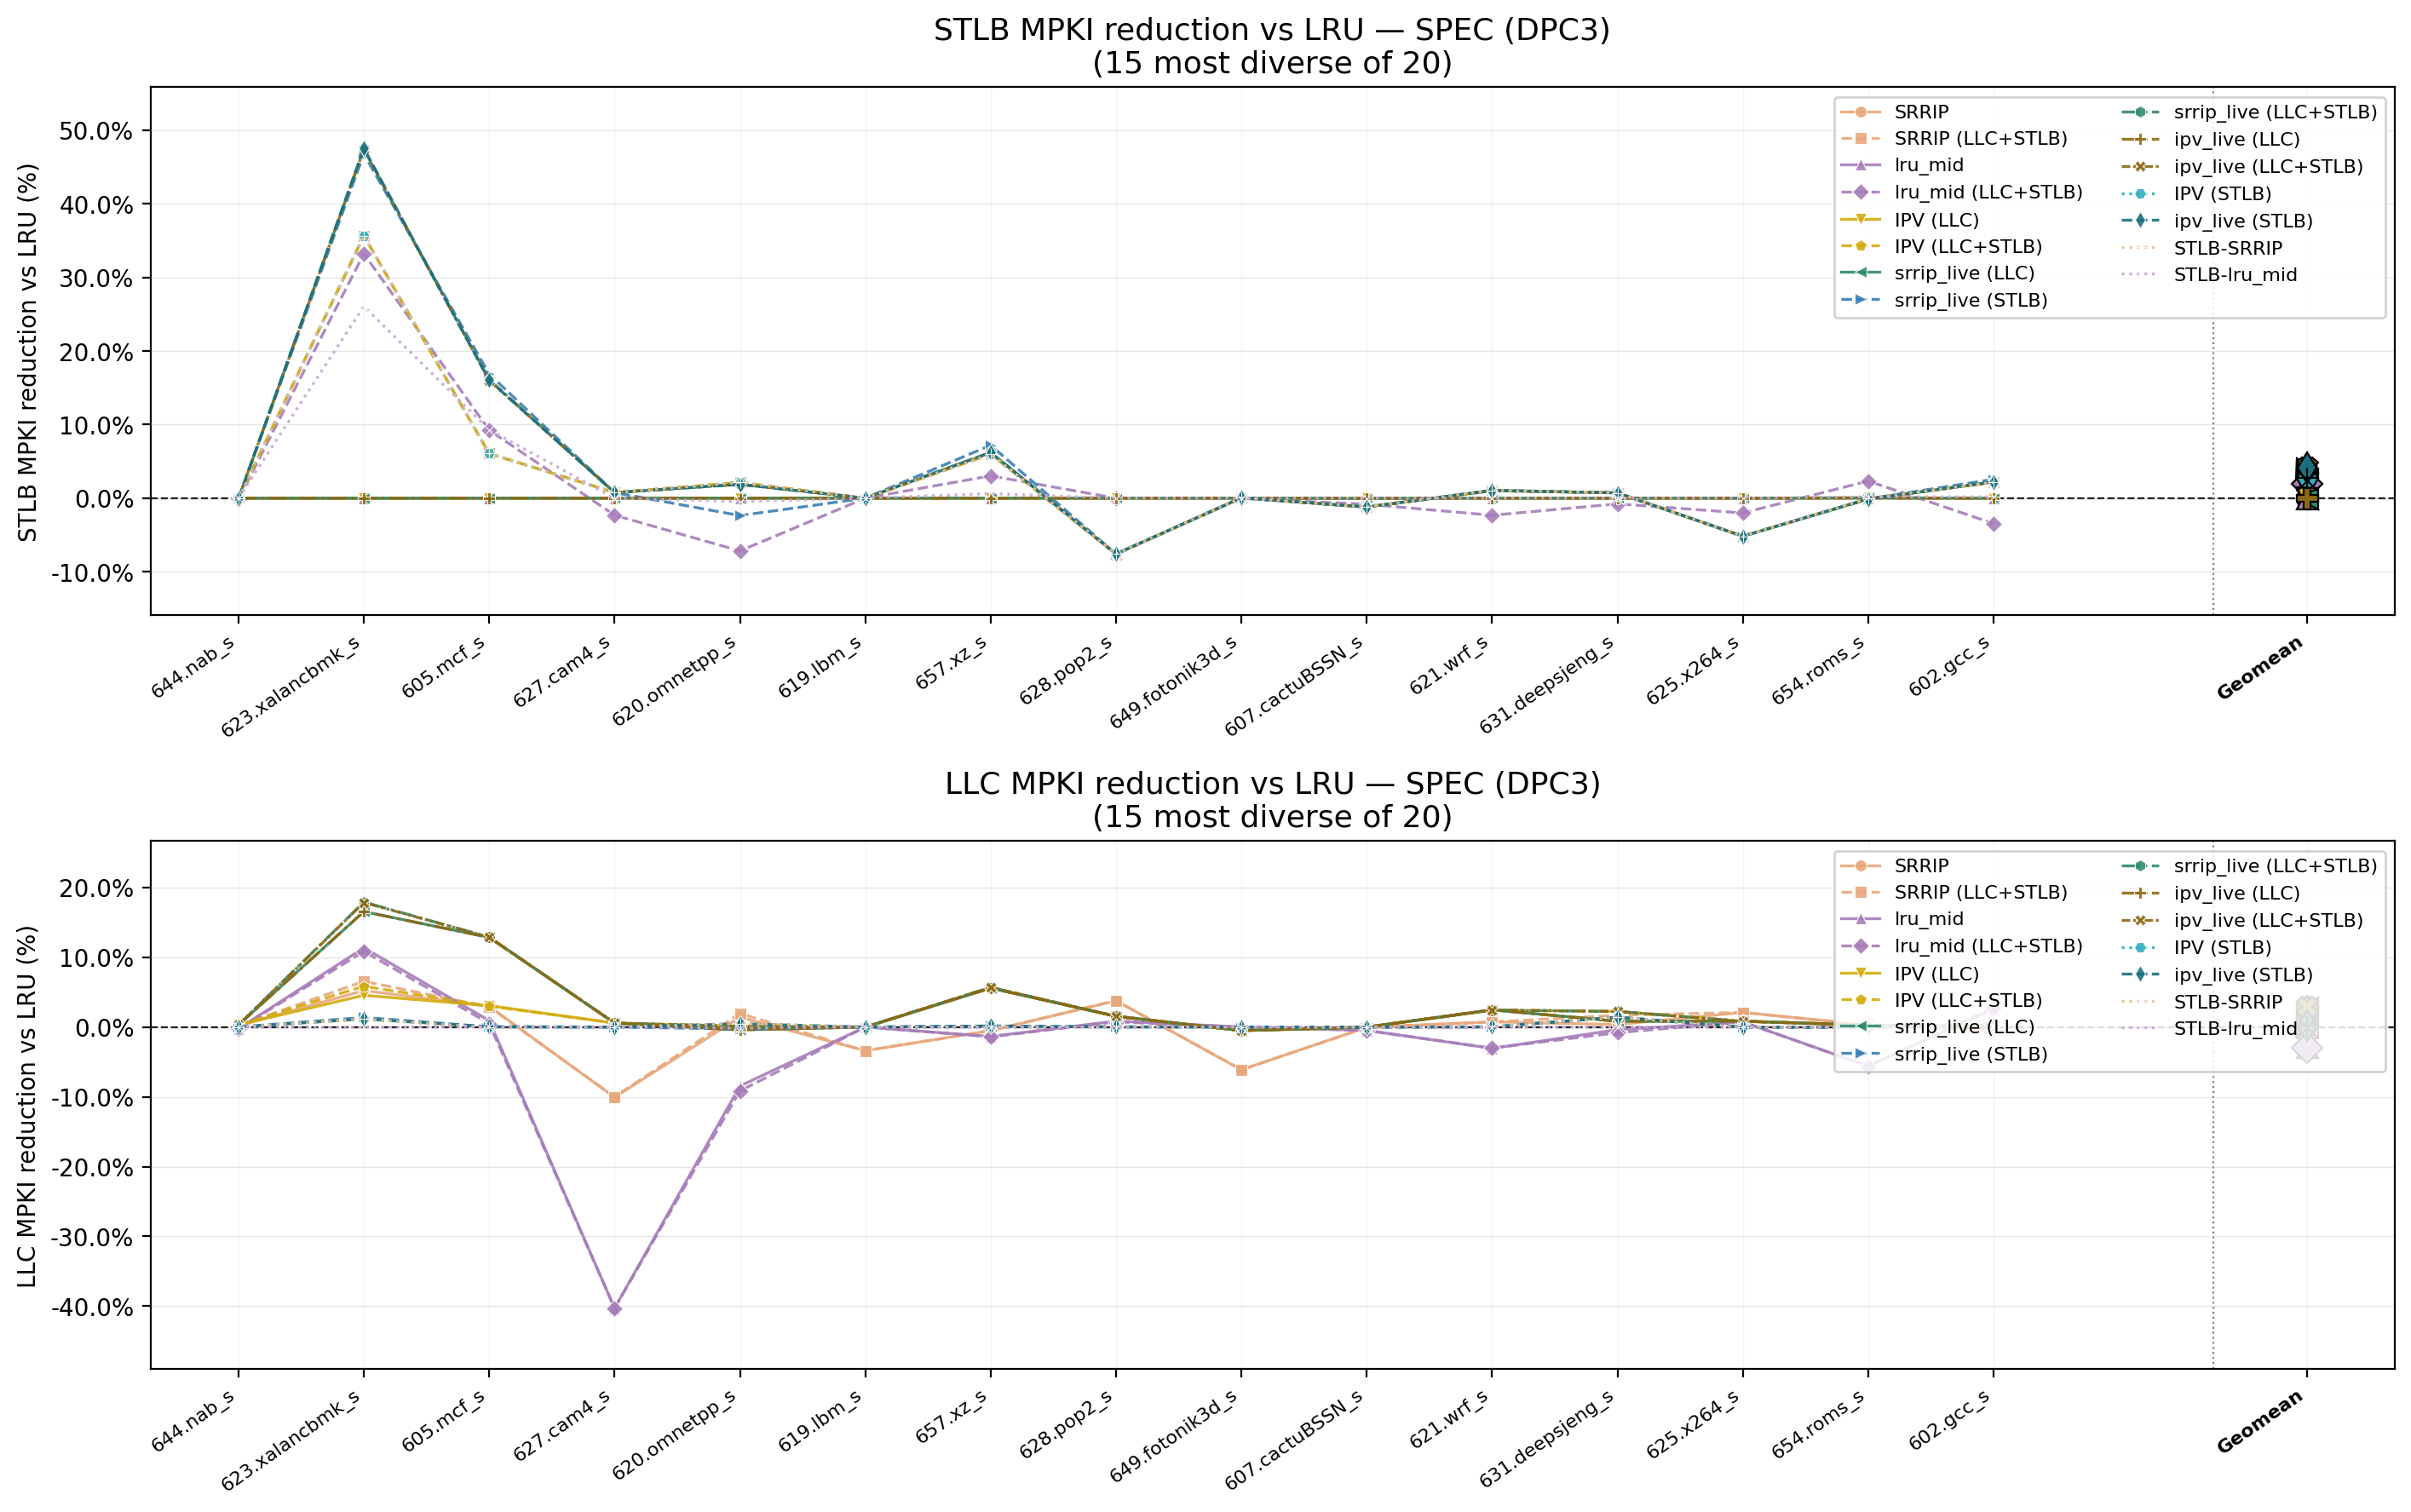 STLB MPKI reduction vs LRU — SPEC (DPC3)
(15 most diverse of 20)
STLB MPKI reduction vs LRU (%)
50.0%
40.0%
30.0%
20.0%
10.0%
0.0%
-10.0%
SRRIP
SRRIP (LLC+STLB)
lru_mid
lru_mid (LLC+STLB)
IPV (LLC)
IPV (LLC+STLB)
srrip_live (LLC)
srrip_live (STLB)
srrip_live (LLC+STLB)
ipv_live (LLC)
ipv_live (LLC+STLB)
IPV (STLB)
ipv_live (STLB)
STLB-SRRIP
STLB-lru_mid
644.nab_s
623.xalancbmk_s
605.mcf_s
627.cam4_s
620.omnetpp_s
619.lbm_s
657.xz_s
628.pop2_s
649.fotonik3d_s
607.cactuBSSN_s
621.wrf_s
631.deepsjeng_s
625.x264_s
654.roms_s
602.gcc_s
Geomean
LLC MPKI reduction vs LRU — SPEC (DPC3)
(15 most diverse of 20)
LLC MPKI reduction vs LRU (%)
20.0%
10.0%
0.0%
-10.0%
-20.0%
-30.0%
-40.0%
SRRIP
SRRIP (LLC+STLB)
lru_mid
lru_mid (LLC+STLB)
IPV (LLC)
IPV (LLC+STLB)
srrip_live (LLC)
srrip_live (STLB)
srrip_live (LLC+STLB)
ipv_live (LLC)
ipv_live (LLC+STLB)
IPV (STLB)
ipv_live (STLB)
STLB-SRRIP
STLB-lru_mid
644.nab_s
623.xalancbmk_s
605.mcf_s
627.cam4_s
620.omnetpp_s
619.lbm_s
657.xz_s
628.pop2_s
649.fotonik3d_s
607.cactuBSSN_s
621.wrf_s
631.deepsjeng_s
625.x264_s
654.roms_s
602.gcc_s
Geomean